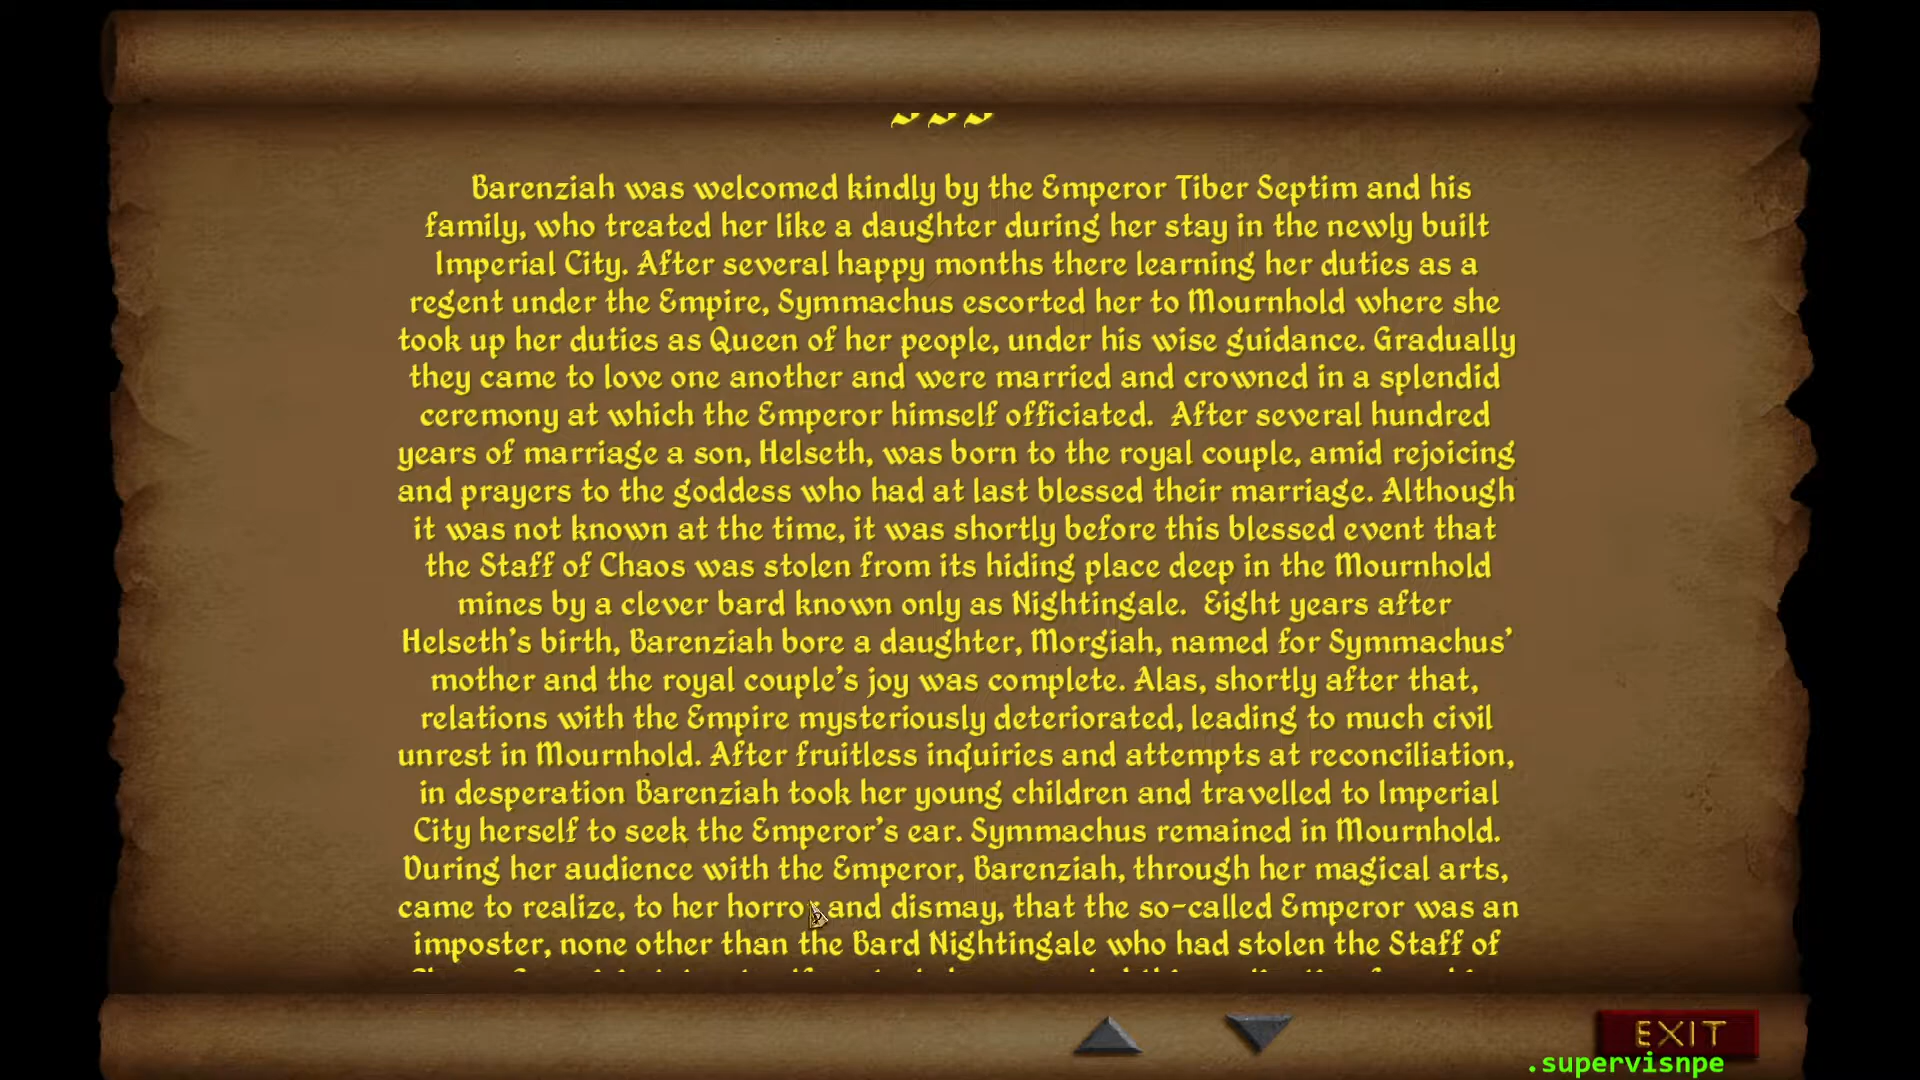 ~ ~ ~
Barenziah was welcomed kindly by the Emperor Tiber Septim and his
family, who treated her like a daughter during her stay in the newly built
Imperial City. After several happy months there learning her duties as a
regent under the Empire, Symmachus escorted her to Mournhold where she
took up her duties as Queen of her people, under his wise guidance. Gradually
they came to love one another and were married and crowned in a splendid
ceremony at which the Emperor himself officiated.  After several hundred
years of marriage a son, Helseth, was born to the royal couple, amid rejoicing
and prayers to the goddess who had at last blessed their marriage. Although
it was not known at the time, it was shortly before this blessed event that
the Staff of Chaos was stolen from its hiding place deep in the Mournhold
mines by a clever bard known only as Nightingale.  Eight years after
Helseth's birth, Barenziah bore a daughter, Morgiah, named for Symmachus'
mother and the royal couple's joy was complete. Alas, shortly after that,
relations with the Empire mysteriously deteriorated, leading to much civil
unrest in Mournhold. After fruitless inquiries and attempts at reconciliation,
in desperation Barenziah took her young children and travelled to Imperial
City herself to seek the Emperor's ear. Symmachus remained in Mournhold.
During her audience with the Emperor, Barenziah, through her magical arts,
came to realize, to her horror and dismay, that the so-called Emperor was an
imposter, none other than the Bard Nightingale who had stolen the Staff of
EXIT
.supervisnpe